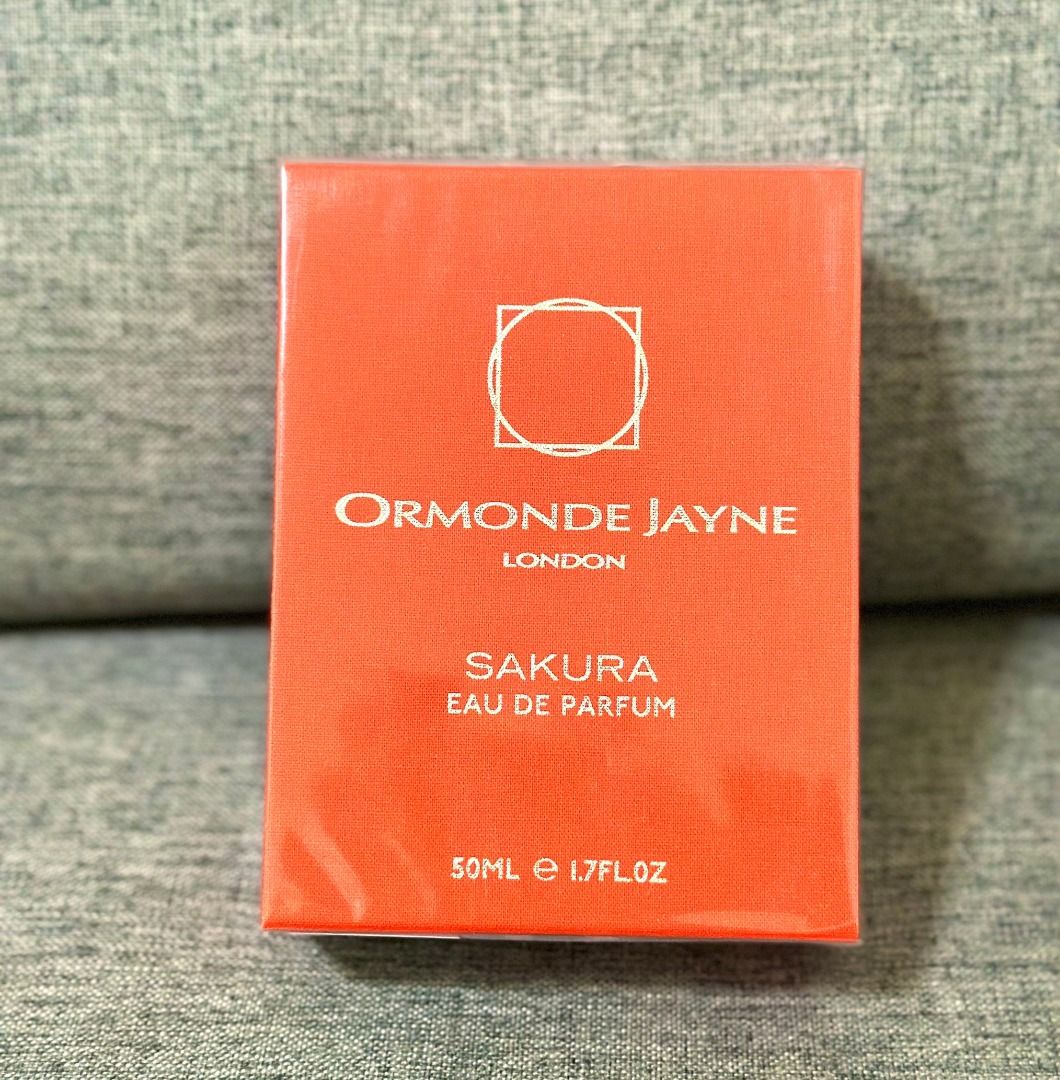 ORMONDE JAYNE
LONDON
SAKURA
EAU DE PARFUM
50ML ℮ 1.7FL.OZ